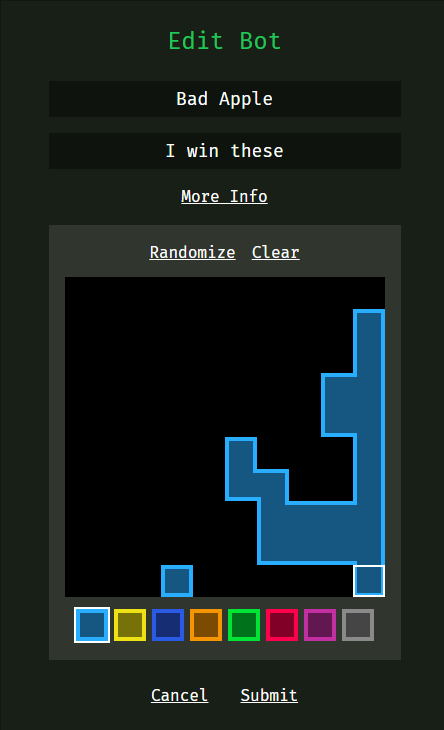 Edit Bot
Bad Apple
I win these
More Info
Randomize Clear
Cancel Submit